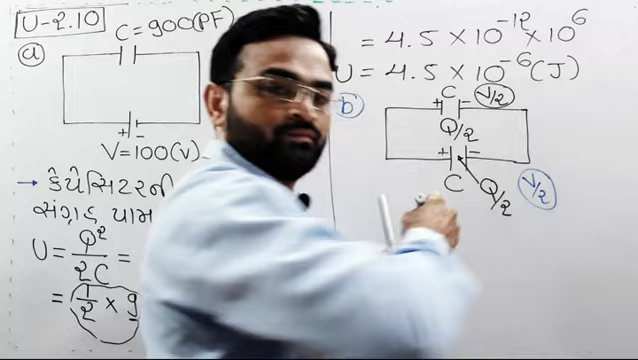 U-2.10
C = 900(PF)
(a)
+ -
V=100(V)
→ કેપેસિટરની
સંગ્રહ પામ
U = Q²/2C =
= 1/2 × 9
= 4.5 × 10⁻¹² × 10⁶
U = 4.5 × 10⁻⁶ (J)
(b)
C V/2
+ -
Q/2
+ -
C Q/2 V/2